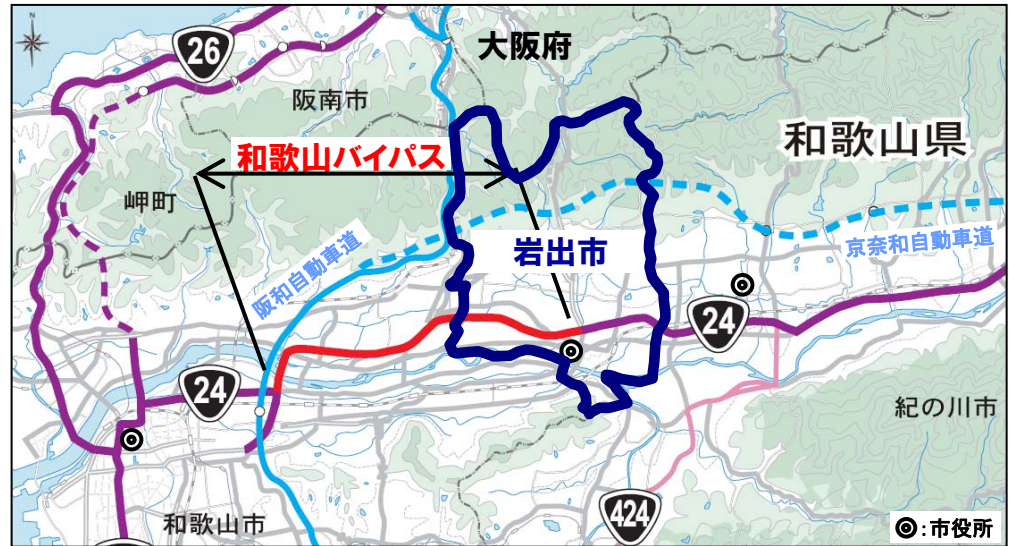 N
26
大阪府
阪南市
和歌山県
和歌山バイパス
岬町
岩出市
阪和自動車道
京奈和自動車道
24
24
紀の川市
424
和歌山市
◎:市役所